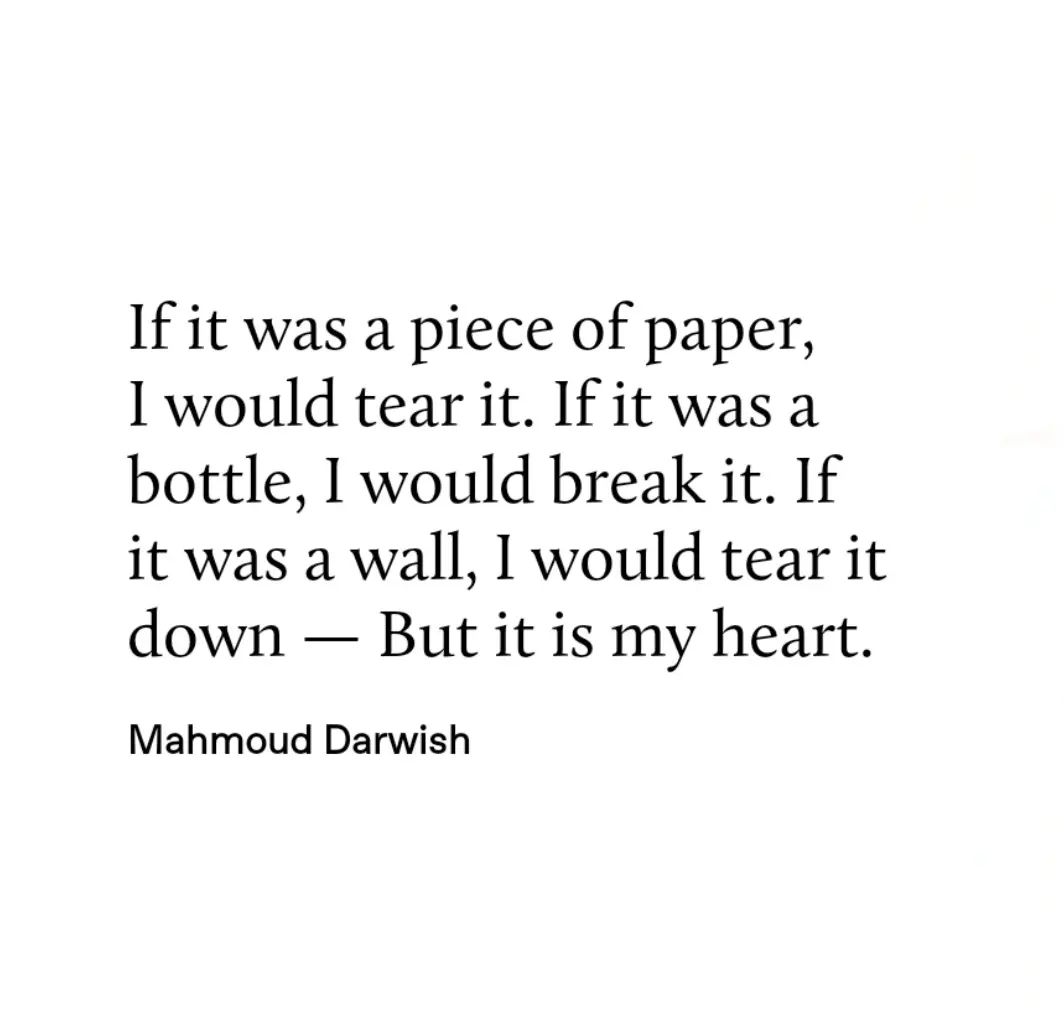 If it was a piece of paper,
I would tear it. If it was a
bottle, I would break it. If
it was a wall, I would tear it
down — But it is my heart.
Mahmoud Darwish